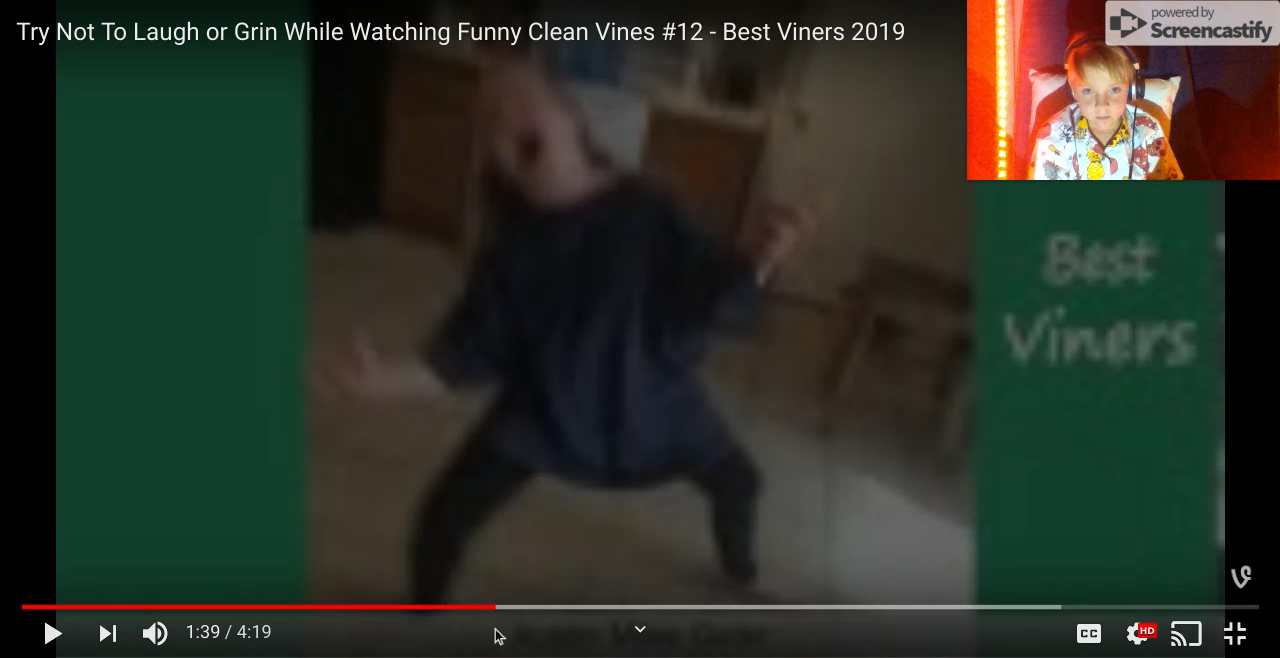 Try Not To Laugh or Grin While Watching Funny Clean Vines #12 - Best Viners 2019
powered by
Screencastify
Best
Viners
1:39 / 4:19
CC
HD